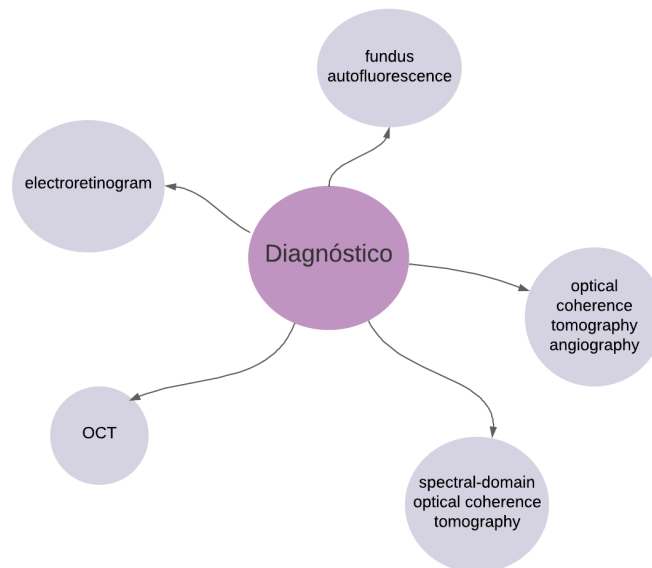 fundus
autofluorescence
electroretinogram
Diagnóstico
optical
coherence
tomography
angiography
OCT
spectral-domain
optical coherence
tomography